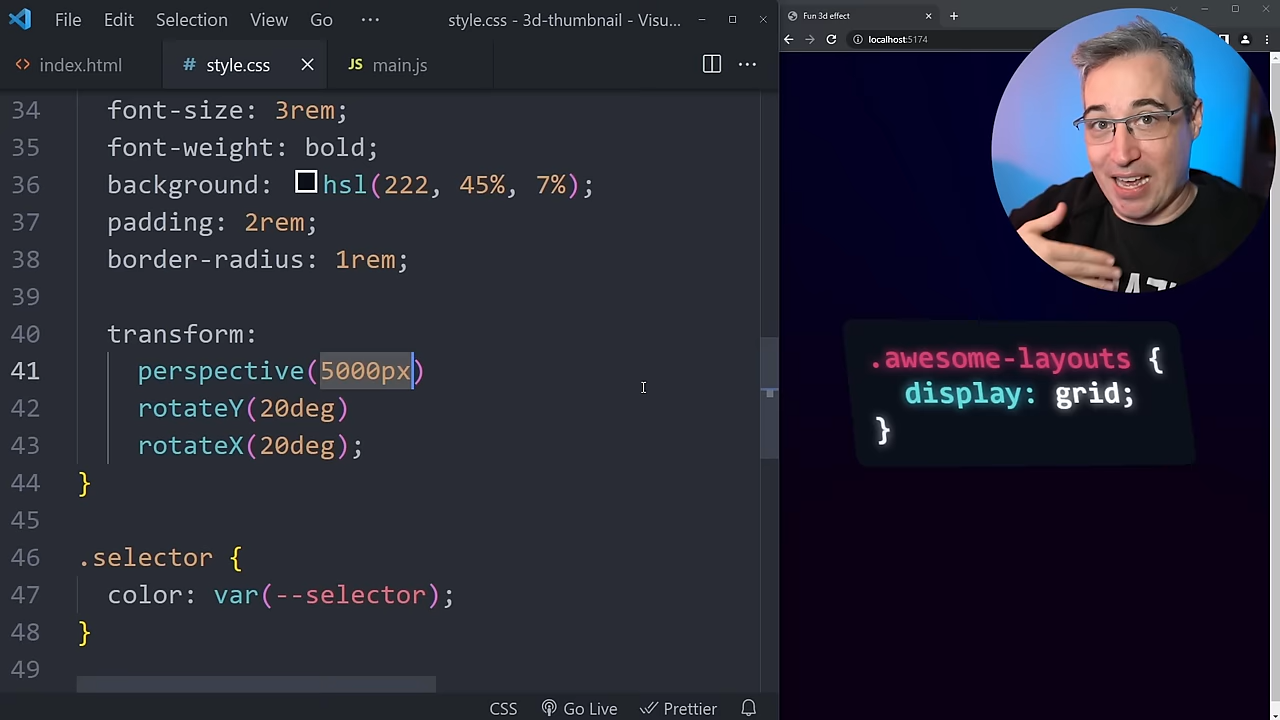 File Edit Selection View Go ··· style.css - 3d-thumbnail - Visu...
index.html # style.css JS main.js
34 font-size: 3rem;
35 font-weight: bold;
36 background: hsl(222, 45%, 7%);
37 padding: 2rem;
38 border-radius: 1rem;
39
40 transform:
41 perspective(5000px)
42 rotateY(20deg)
43 rotateX(20deg);
44 }
45
46 .selector {
47 color: var(--selector);
48 }
49
CSS Go Live Prettier
Fun 3d effect
localhost:5174
.awesome-layouts {
display: grid;
}